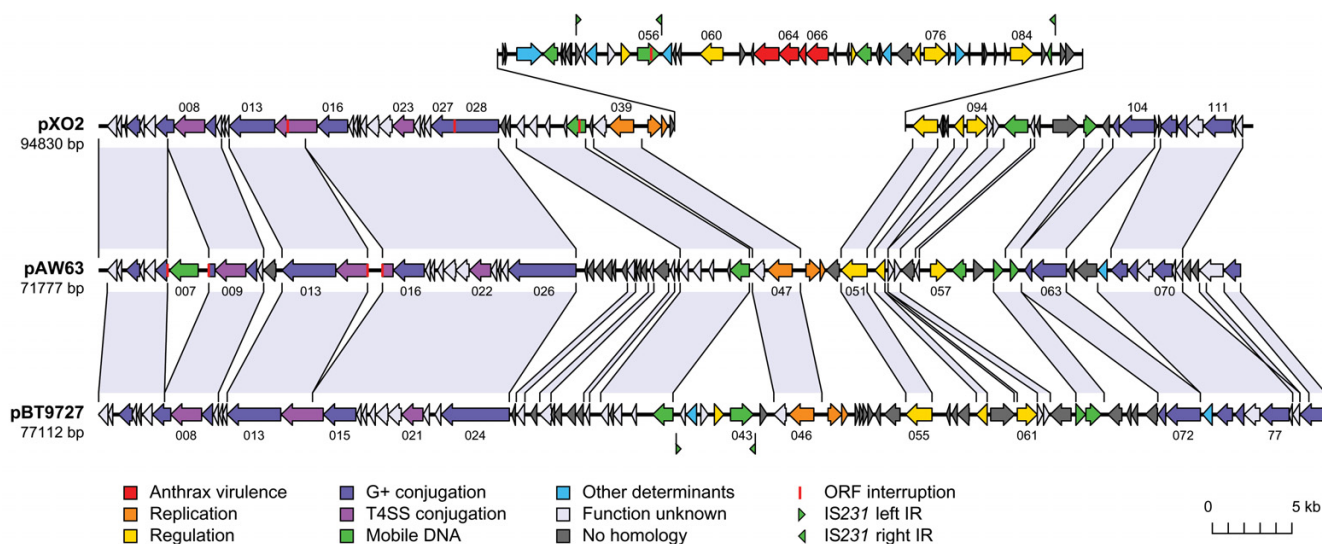 056 060 064 066 076 084
008 013 016 023 027 028 039 094 104 111
pXO2
94830 bp
pAW63
71777 bp
007 009 013 016 022 026 047 051 057 063 070
pBT9727
77112 bp
008 013 015 021 024 043 046 055 061 072 77
Anthrax virulence G+ conjugation Other determinants ORF interruption
Replication T4SS conjugation Function unknown IS231 left IR
Regulation Mobile DNA No homology IS231 right IR
0 5 kb